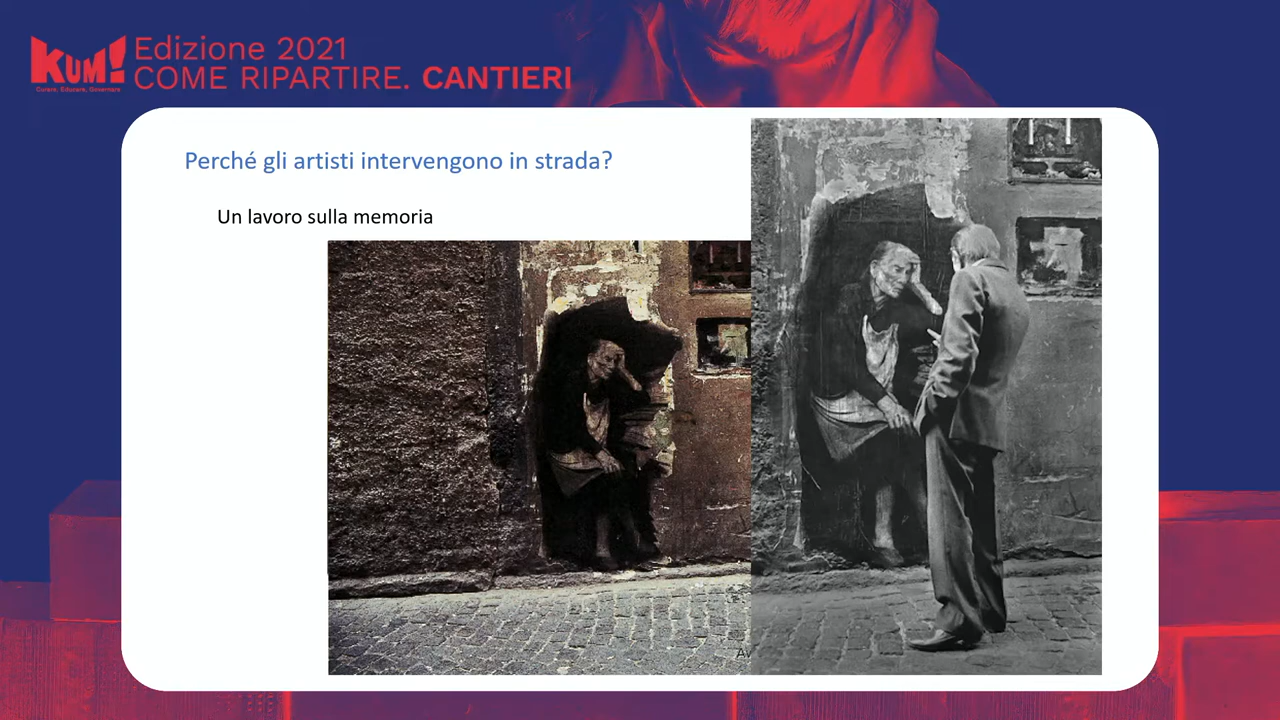 KUM!
Curare, Educare, Governare
Edizione 2021
COME RIPARTIRE. CANTIERI
Perché gli artisti intervengono in strada?
Un lavoro sulla memoria